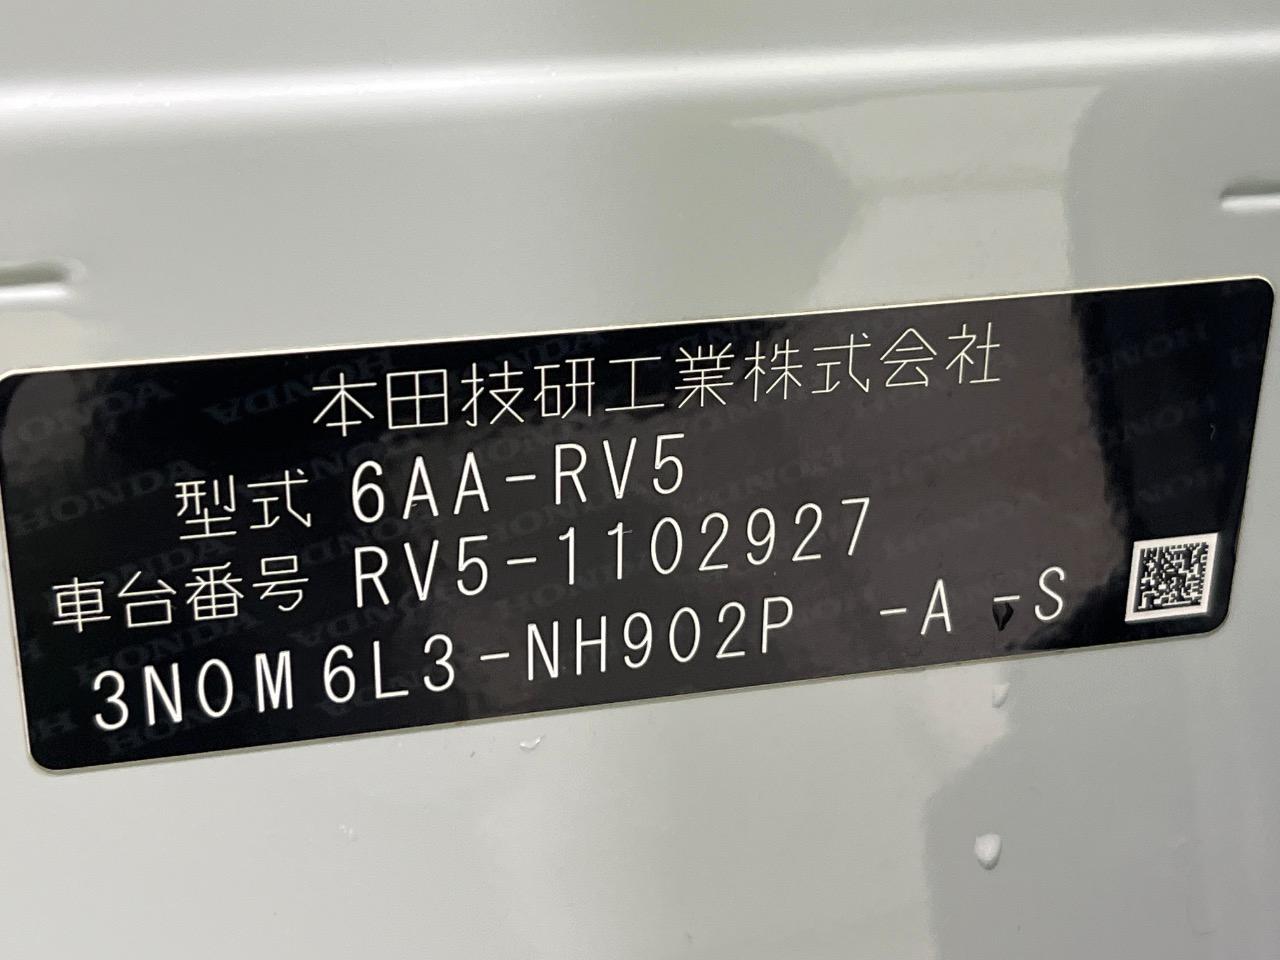 本田技研工業株式会社
型式 6AA-RV5
車台番号 RV5-1102927
3N0M6L3-NH902P -A -S